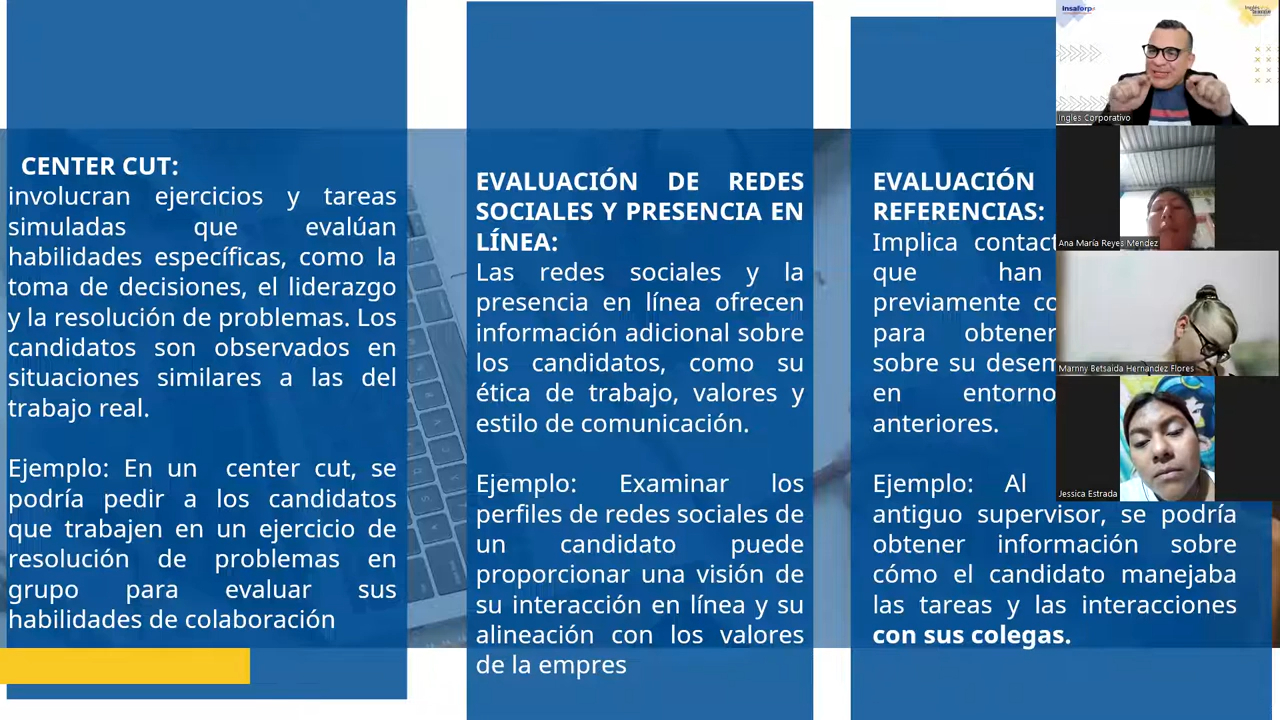 CENTER CUT:
involucran ejercicios y tareas
simuladas que evalúan
habilidades específicas, como la
toma de decisiones, el liderazgo
y la resolución de problemas. Los
candidatos son observados en
situaciones similares a las del
trabajo real.
Ejemplo: En un center cut, se
podría pedir a los candidatos
que trabajen en un ejercicio de
resolución de problemas en
grupo para evaluar sus
habilidades de colaboración
EVALUACIÓN DE REDES
SOCIALES Y PRESENCIA EN
LÍNEA:
Las redes sociales y la
presencia en línea ofrecen
información adicional sobre
los candidatos, como su
ética de trabajo, valores y
estilo de comunicación.
Ejemplo: Examinar los
perfiles de redes sociales de
un candidato puede
proporcionar una visión de
su interacción en línea y su
alineación con los valores
de la empres
EVALUACIÓN
REFERENCIAS:
Implica contact
que han
previamente co
para obtener
sobre su desem
en entorno
anteriores.
Ejemplo: Al
antiguo supervisor, se podría
obtener información sobre
cómo el candidato manejaba
las tareas y las interacciones
con sus colegas.
insaforp
Ingles Corporativo
Ana María Reyes Mendez
Marnny Betsaida Hernandez Flores
Jessica Estrada